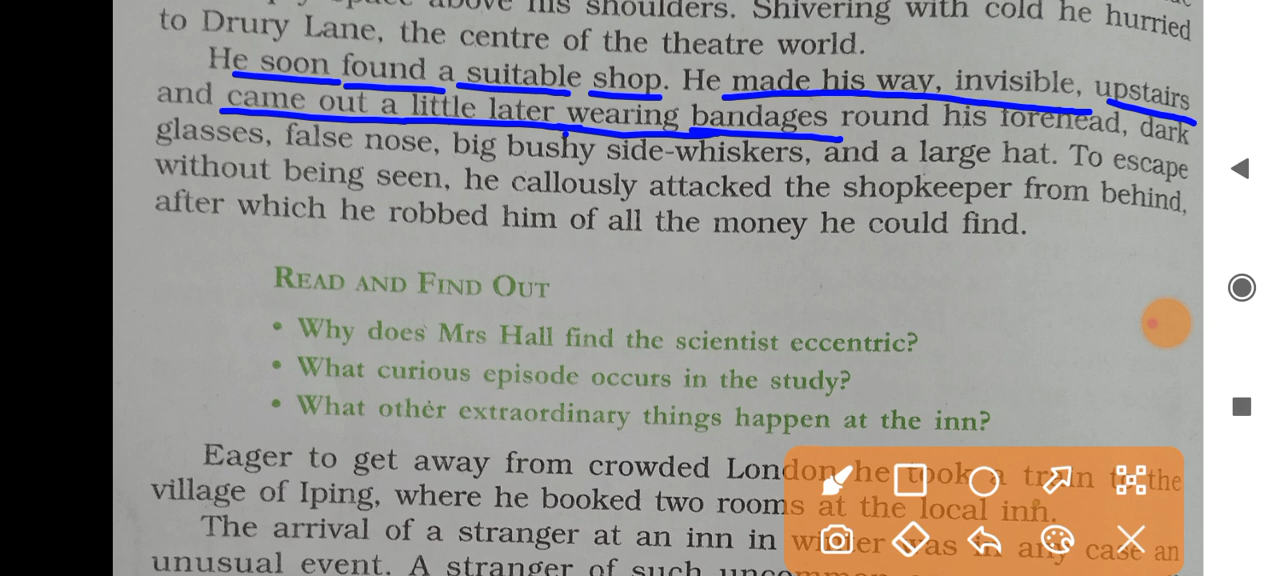 space above his shoulders. Shivering with cold he hurried
to Drury Lane, the centre of the theatre world.
He soon found a suitable shop. He made his way, invisible, upstairs
and came out a little later wearing bandages round his forehead, dark
glasses, false nose, big bushy side-whiskers, and a large hat. To escape
without being seen, he callously attacked the shopkeeper from behind,
after which he robbed him of all the money he could find.
READ AND FIND OUT
• Why does Mrs Hall find the scientist eccentric?
• What curious episode occurs in the study?
• What other extraordinary things happen at the inn?
Eager to get away from crowded London he took a train to the
village of Iping, where he booked two rooms at the local inn.
The arrival of a stranger at an inn in winter was in any case an
unusual event. A stranger of such